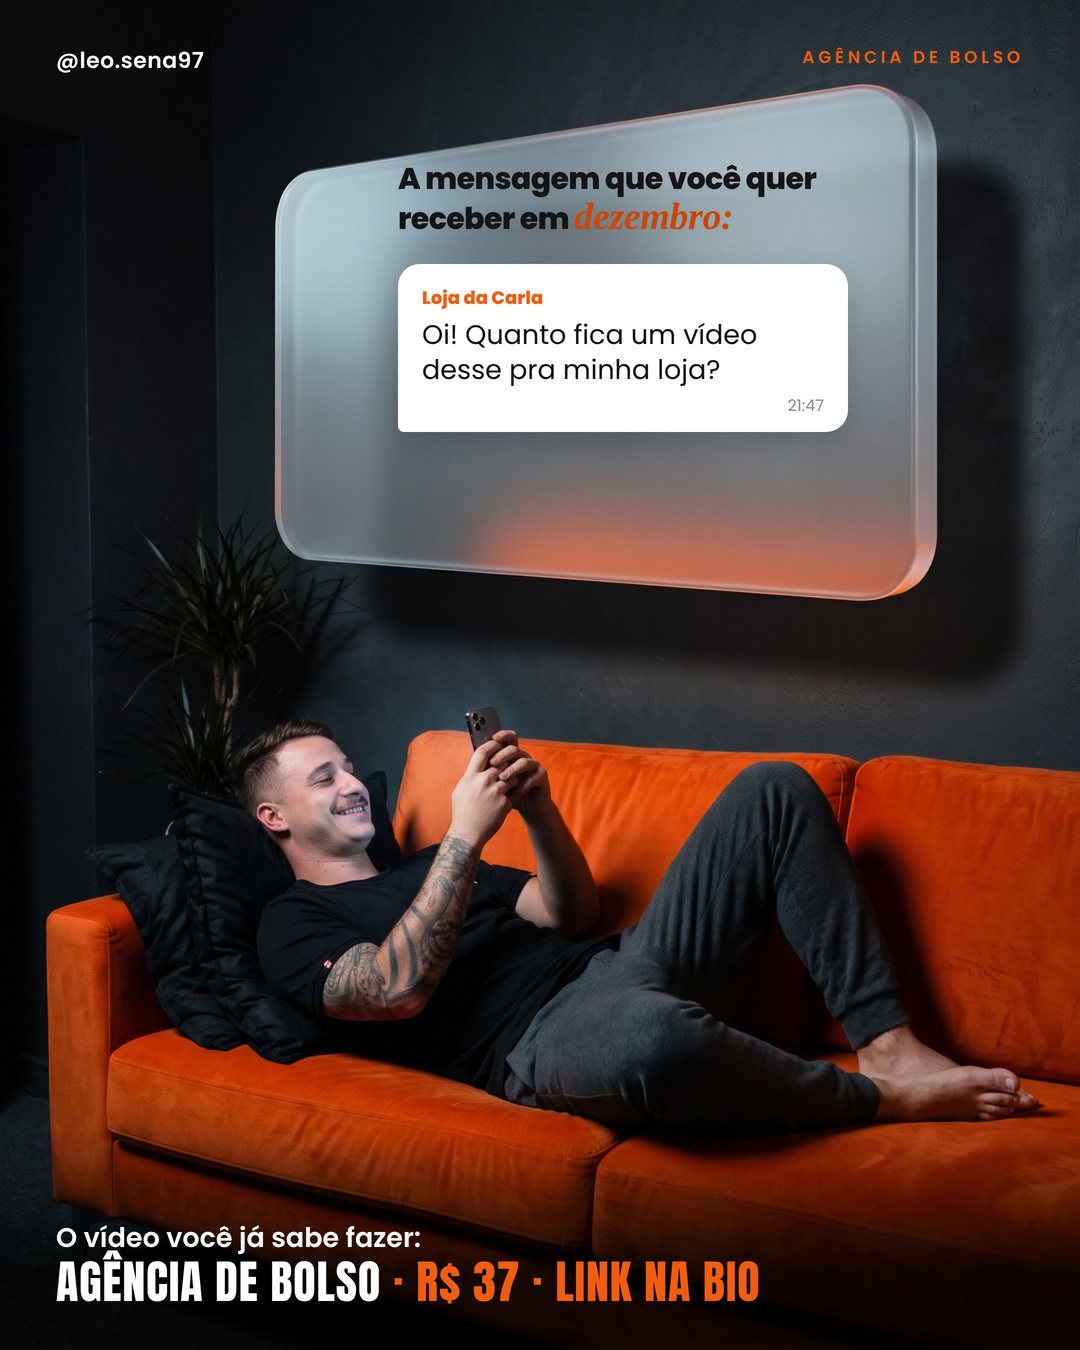 @leo.sena97
AGÊNCIA DE BOLSO
A mensagem que você quer
receber em dezembro:
Loja da Carla
Oi! Quanto fica um vídeo
desse pra minha loja?
21:47
O vídeo você já sabe fazer:
AGÊNCIA DE BOLSO · R$ 37 · LINK NA BIO